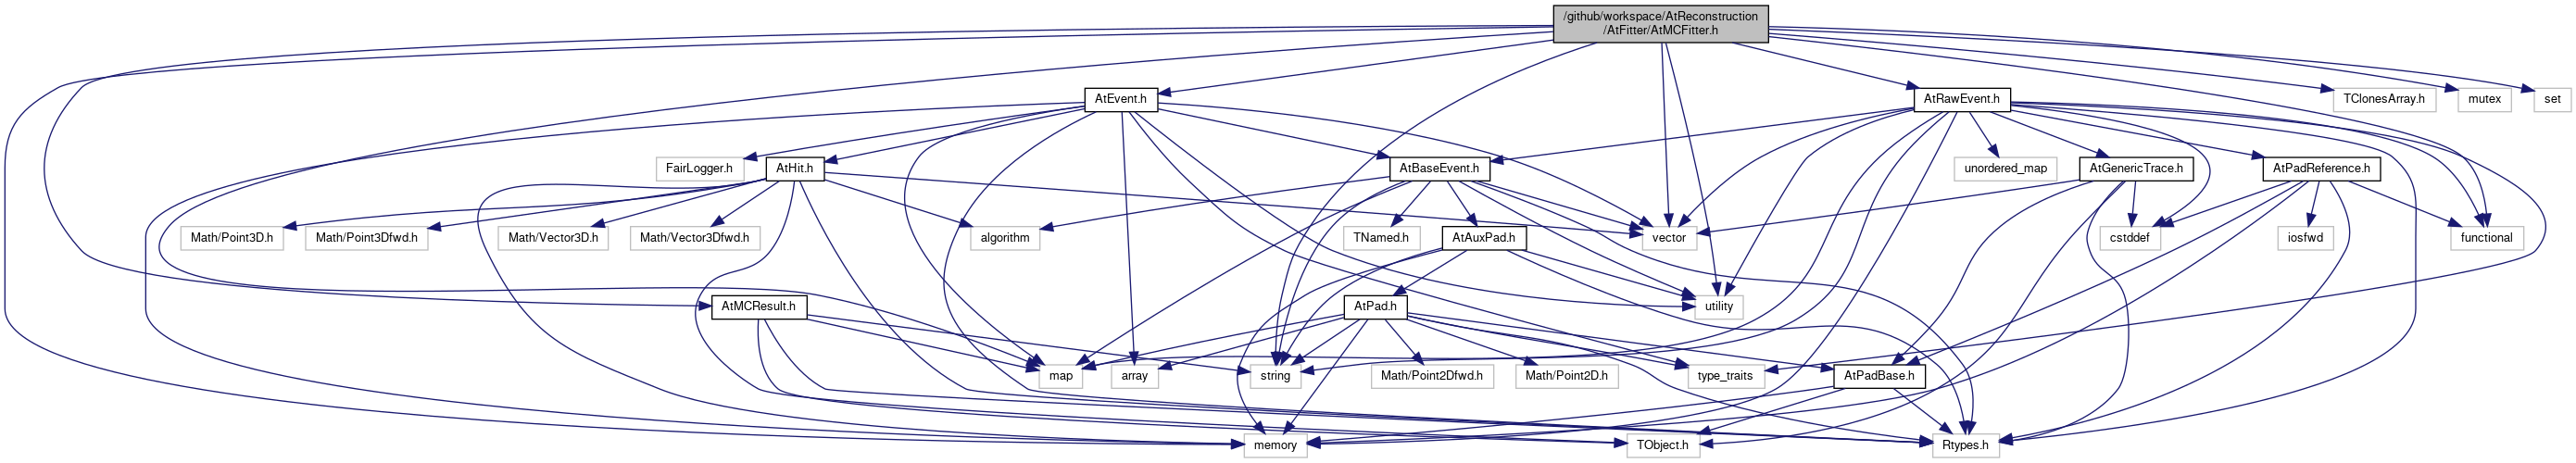 /github/workspace/AtReconstruction
/AtFitter/AtMCFitter.h
AtEvent.h
AtRawEvent.h
TClonesArray.h
mutex
set
FairLogger.h
AtHit.h
AtBaseEvent.h
unordered_map
AtGenericTrace.h
AtPadReference.h
Math/Point3D.h
Math/Point3Dfwd.h
Math/Vector3D.h
Math/Vector3Dfwd.h
algorithm
TNamed.h
AtAuxPad.h
vector
cstddef
iosfwd
functional
AtMCResult.h
AtPad.h
utility
map
array
string
Math/Point2Dfwd.h
Math/Point2D.h
type_traits
AtPadBase.h
memory
TObject.h
Rtypes.h